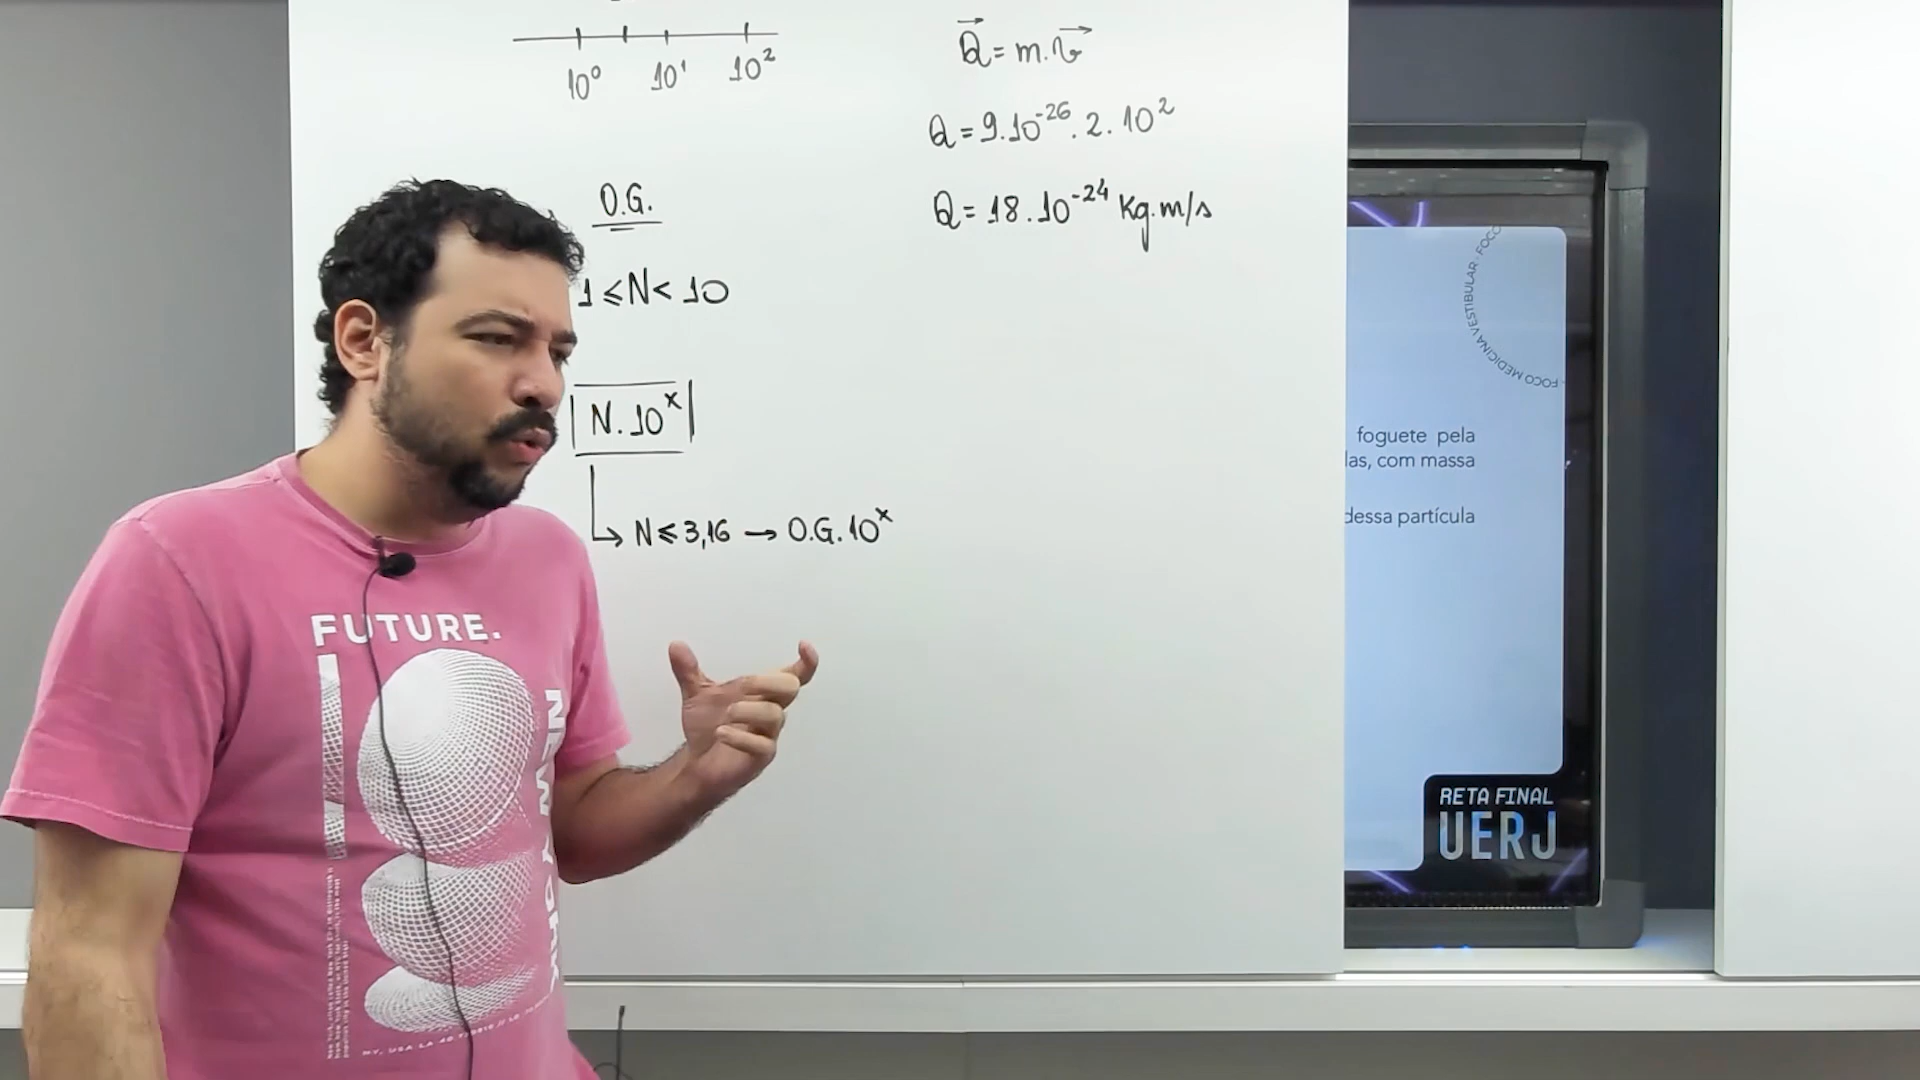 10⁰ 10¹ 10²
O.G.
1 ≤ N < 10
N.10ˣ
N ≤ 3,16 → O.G. 10ˣ
Q = m.v
Q = 9.10⁻²⁶.2.10²
Q = 18.10⁻²⁴ Kg.m/s
FOCO MEDICINA VESTIBULAR · FOCO
foguete pela
las, com massa
dessa partícula
RETA FINAL
UERJ
FUTURE.
NEW